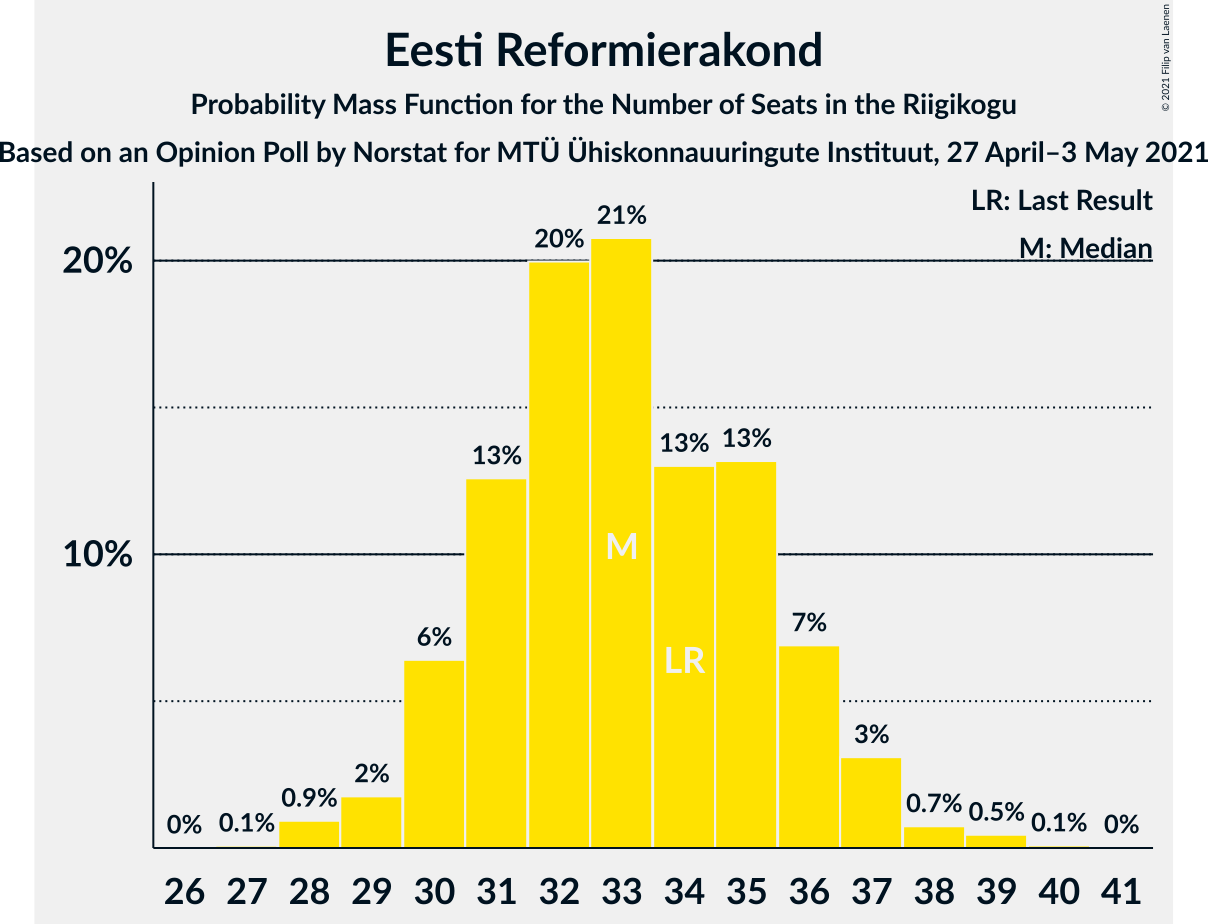 Eesti Reformierakond
© 2021 Filip van Laenen
Probability Mass Function for the Number of Seats in the Riigikogu
Based on an Opinion Poll by Norstat for MTÜ Ühiskonnauuringute Instituut, 27 April–3 May 2021
LR: Last Result
M: Median
20%
10%
0% 0.1% 0.9% 2% 6% 13% 20% 21% 13% 13% 7% 3% 0.7% 0.5% 0.1% 0%
M
LR
26 27 28 29 30 31 32 33 34 35 36 37 38 39 40 41